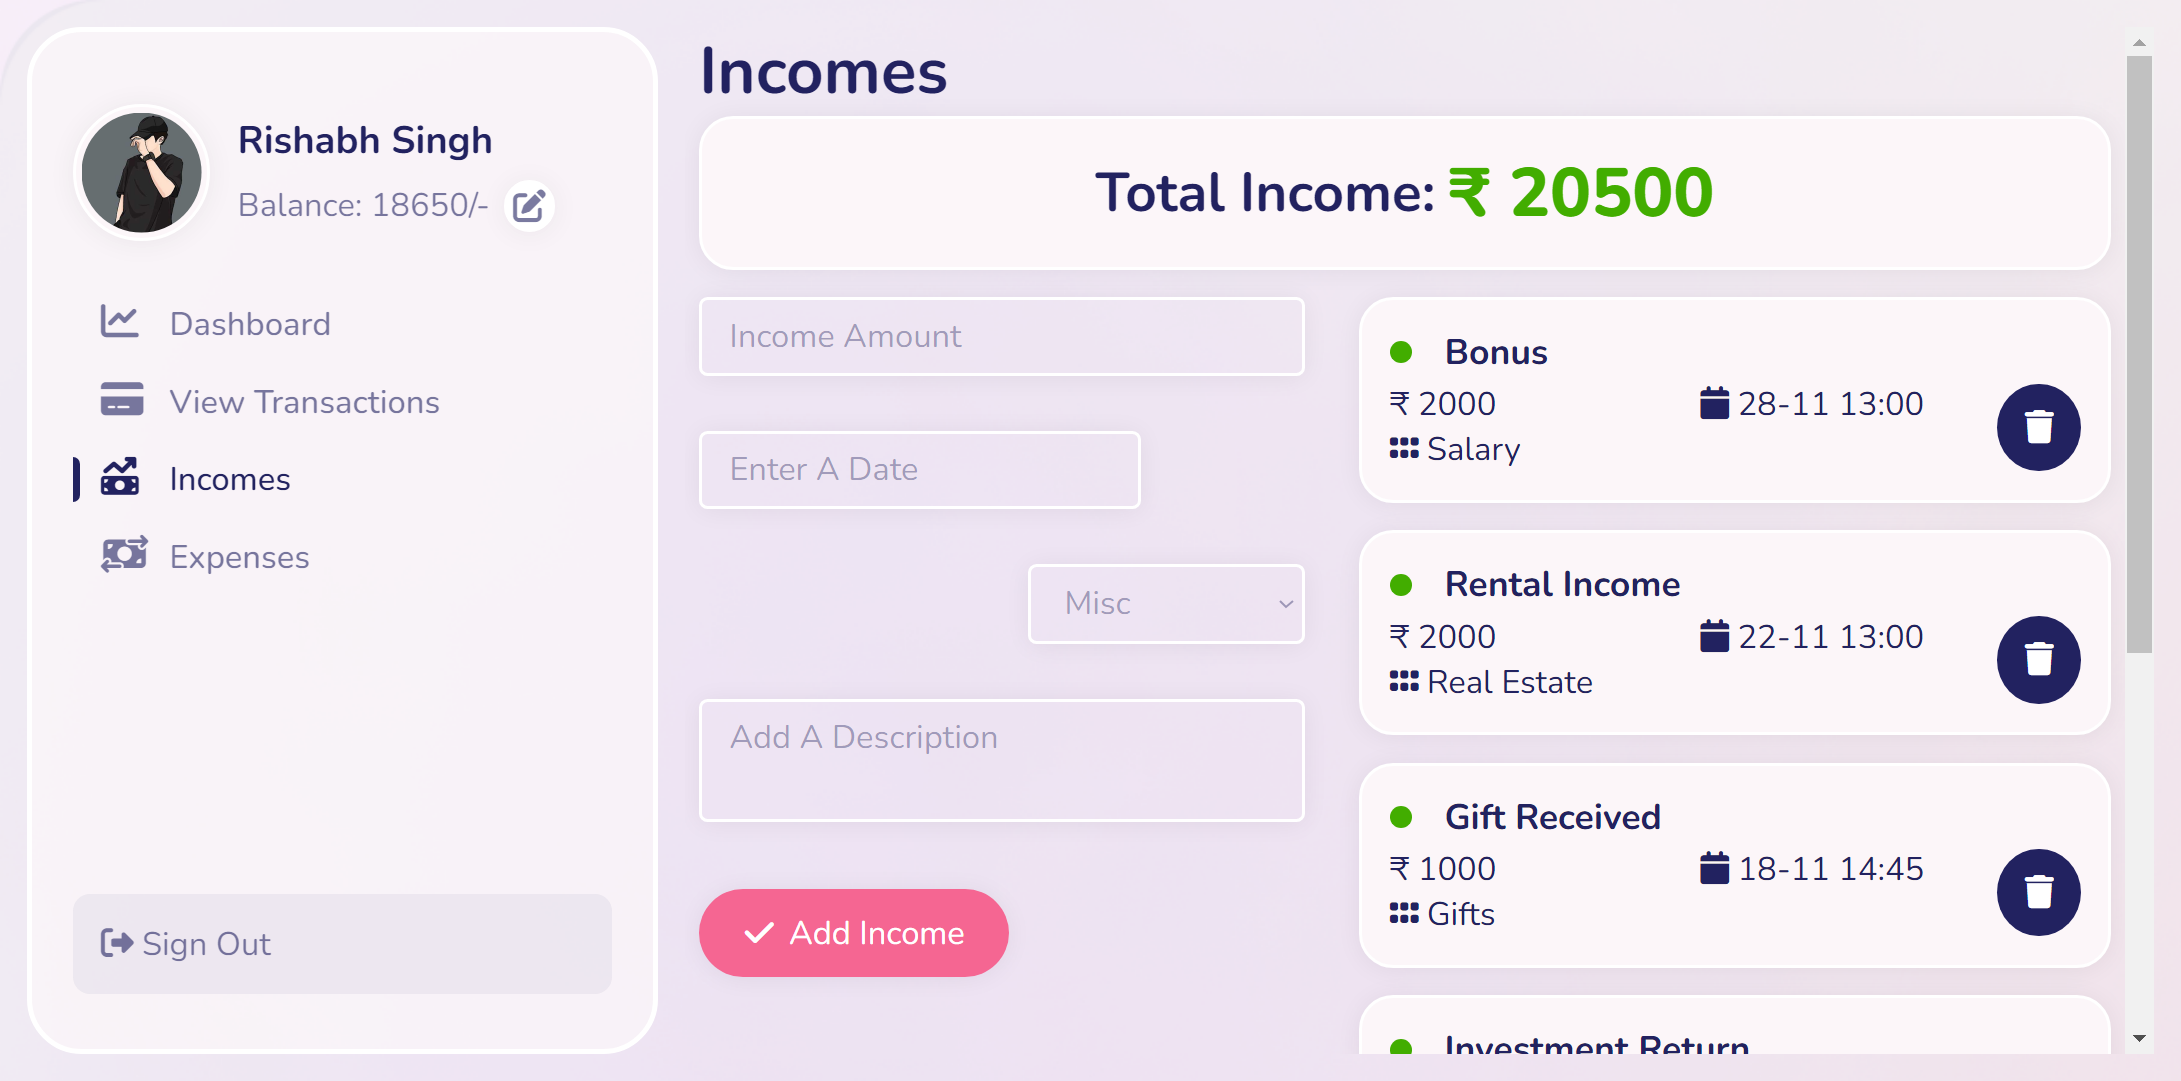 Rishabh Singh
Balance: 18650/-
Dashboard
View Transactions
Incomes
Expenses
Sign Out
Incomes
Total Income: ₹ 20500
Income Amount
Enter A Date
Misc
Add A Description
Add Income
Bonus
₹ 2000 28-11 13:00
Salary
Rental Income
₹ 2000 22-11 13:00
Real Estate
Gift Received
₹ 1000 18-11 14:45
Gifts
Investment Return